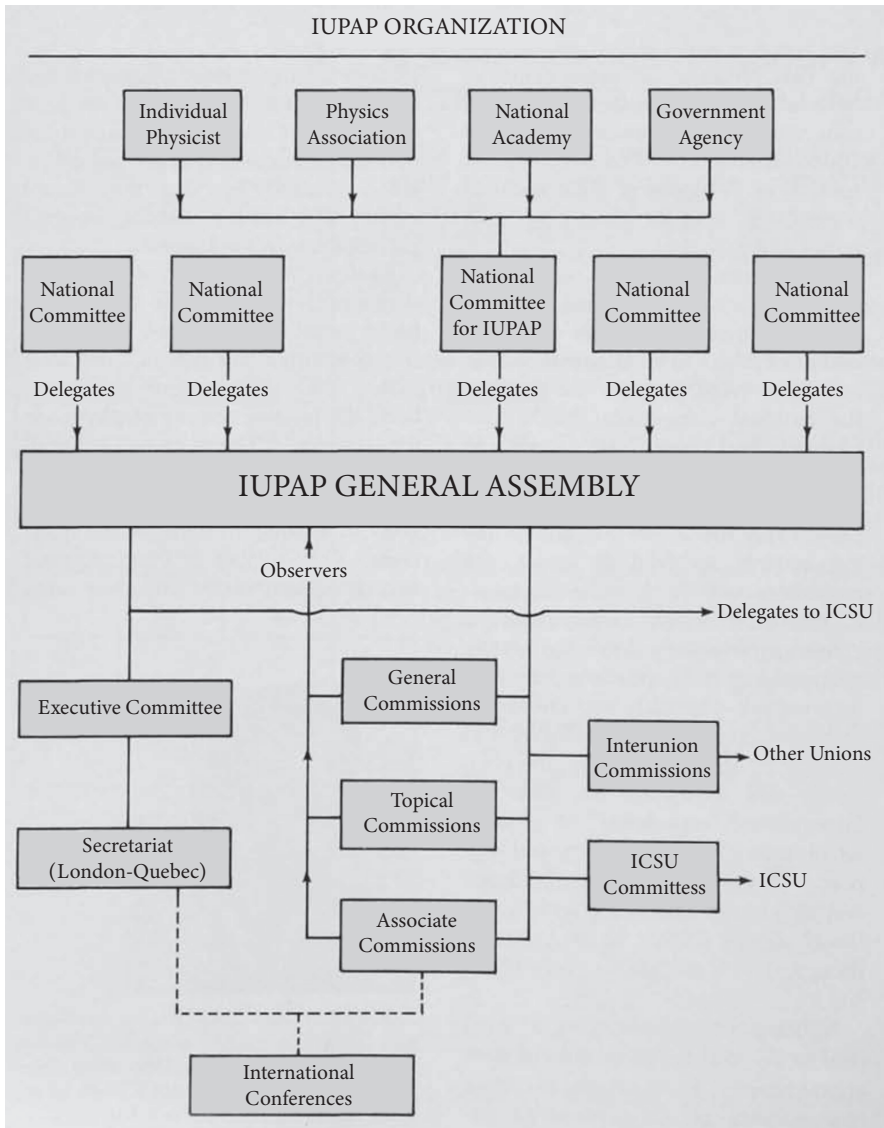 IUPAP ORGANIZATION
Individual
Physicist
Physics
Association
National
Academy
Government
Agency
National
Committee
National
Committee
National
Committee
for IUPAP
National
Committee
National
Committee
Delegates
Delegates
Delegates
Delegates
Delegates
IUPAP GENERAL ASSEMBLY
Observers
Delegates to ICSU
Executive Committee
General
Commissions
Interunion
Commissions
Other Unions
Topical
Commissions
Secretariat
(London-Quebec)
ICSU
Committess
ICSU
Associate
Commissions
International
Conferences